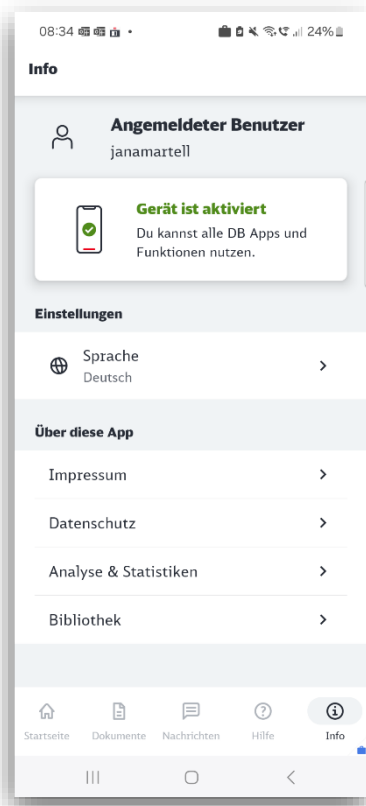 08:34 24%
Info
Angemeldeter Benutzer
janamartell
Gerät ist aktiviert
Du kannst alle DB Apps und
Funktionen nutzen.
Einstellungen
Sprache
Deutsch
Über diese App
Impressum
Datenschutz
Analyse & Statistiken
Bibliothek
Startseite Dokumente Nachrichten Hilfe Info